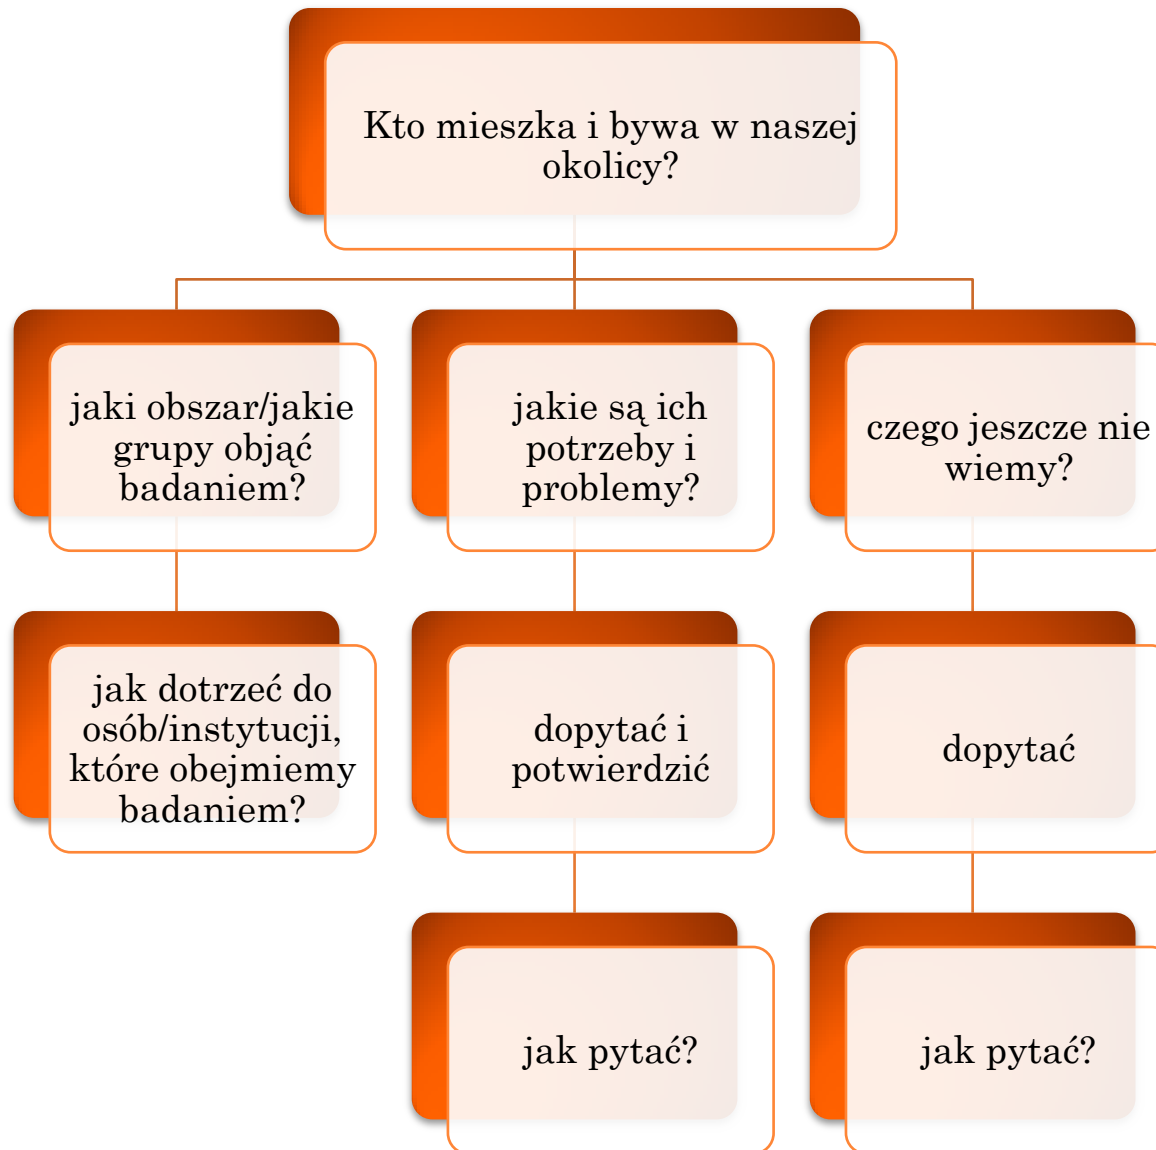 Kto mieszka i bywa w naszej
okolicy?
jaki obszar/jakie
grupy objąć
badaniem?
jakie są ich
potrzeby i
problemy?
czego jeszcze nie
wiemy?
jak dotrzeć do
osób/instytucji,
które obejmiemy
badaniem?
dopytać i
potwierdzić
dopytać
jak pytać?
jak pytać?